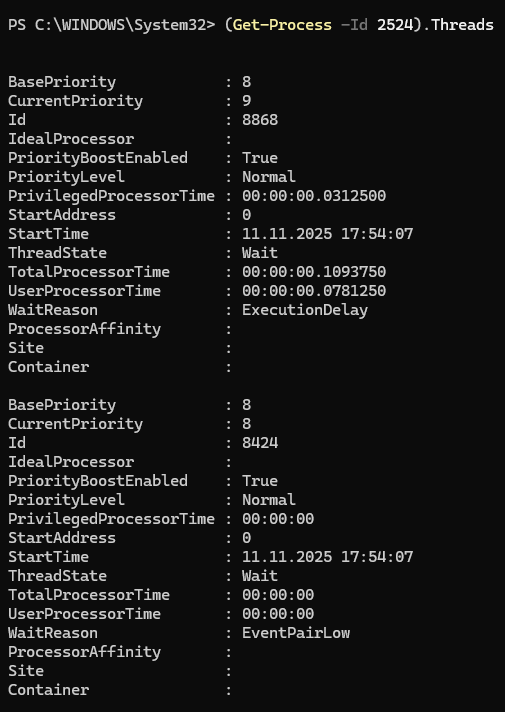 PS C:\WINDOWS\System32> (Get-Process -Id 2524).Threads
BasePriority : 8
CurrentPriority : 9
Id : 8868
IdealProcessor :
PriorityBoostEnabled : True
PriorityLevel : Normal
PrivilegedProcessorTime : 00:00:00.0312500
StartAddress : 0
StartTime : 11.11.2025 17:54:07
ThreadState : Wait
TotalProcessorTime : 00:00:00.1093750
UserProcessorTime : 00:00:00.0781250
WaitReason : ExecutionDelay
ProcessorAffinity :
Site :
Container :
BasePriority : 8
CurrentPriority : 8
Id : 8424
IdealProcessor :
PriorityBoostEnabled : True
PriorityLevel : Normal
PrivilegedProcessorTime : 00:00:00
StartAddress : 0
StartTime : 11.11.2025 17:54:07
ThreadState : Wait
TotalProcessorTime : 00:00:00
UserProcessorTime : 00:00:00
WaitReason : EventPairLow
ProcessorAffinity :
Site :
Container :